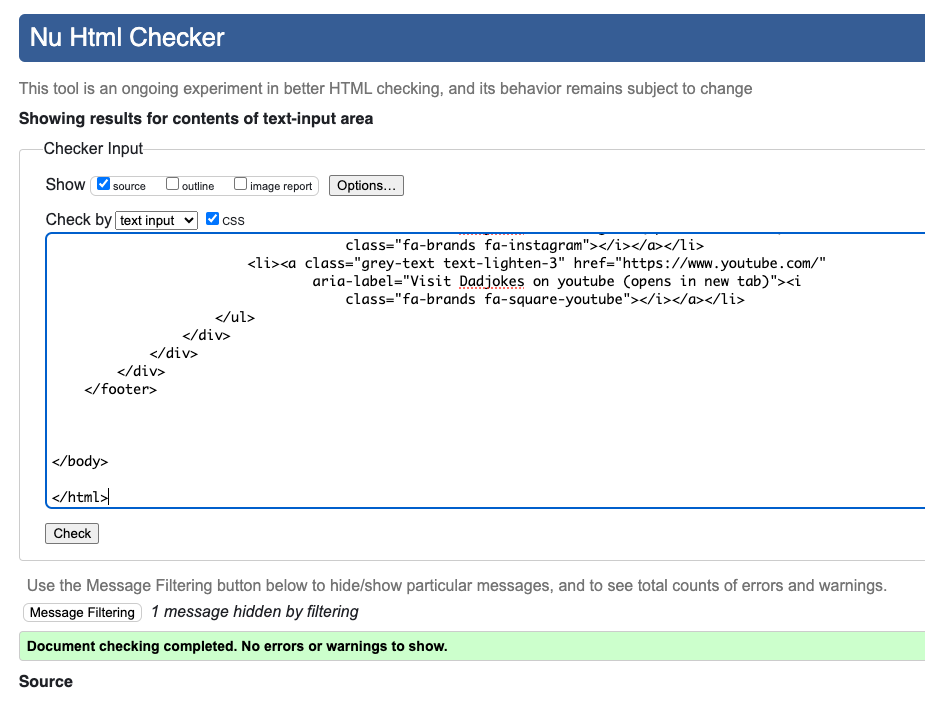 Nu Html Checker
This tool is an ongoing experiment in better HTML checking, and its behavior remains subject to change
Showing results for contents of text-input area
Checker Input
Show source outline image report Options...
Check by text input CSS
class="fa-brands fa-instagram"></i></a></li>
<li><a class="grey-text text-lighten-3" href="https://www.youtube.com/"
aria-label="Visit Dadjokes on youtube (opens in new tab)"><i
class="fa-brands fa-square-youtube"></i></a></li>
</ul>
</div>
</div>
</div>
</footer>
</body>
</html>
Check
Use the Message Filtering button below to hide/show particular messages, and to see total counts of errors and warnings.
Message Filtering 1 message hidden by filtering
Document checking completed. No errors or warnings to show.
Source